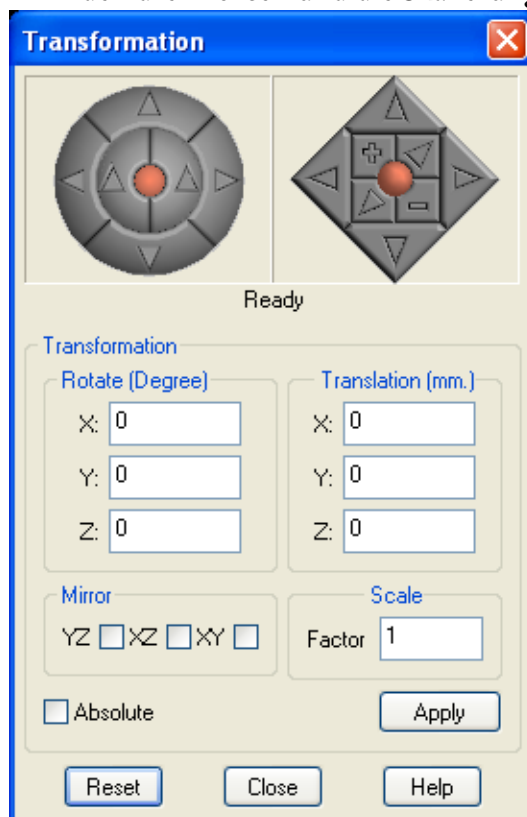 Transformation
Ready
Transformation
Rotate (Degree)
X: 0
Y: 0
Z: 0
Translation (mm.)
X: 0
Y: 0
Z: 0
Mirror
YZ XZ XY
Scale
Factor 1
Absolute
Apply
Reset Close Help